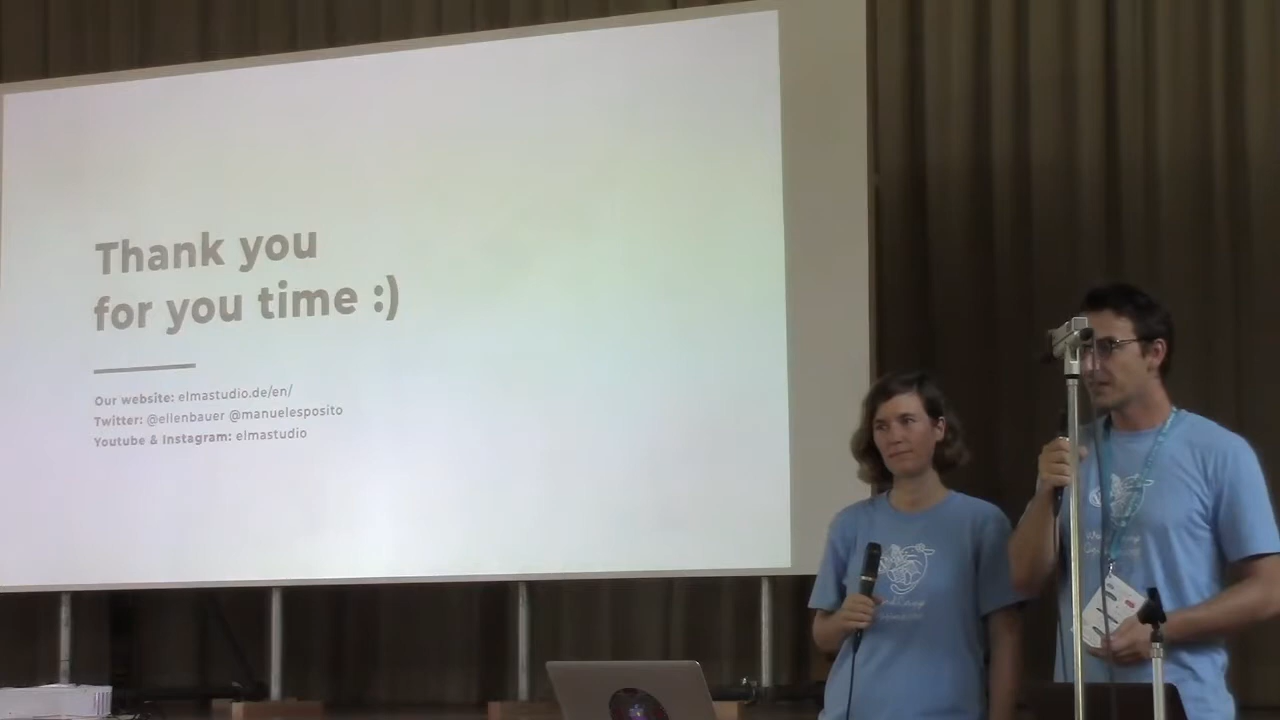 Thank you
for you time :)
Our website: elmastudio.de/en/
Twitter: @ellenbauer @manuelesposito
Youtube & Instagram: elmastudio